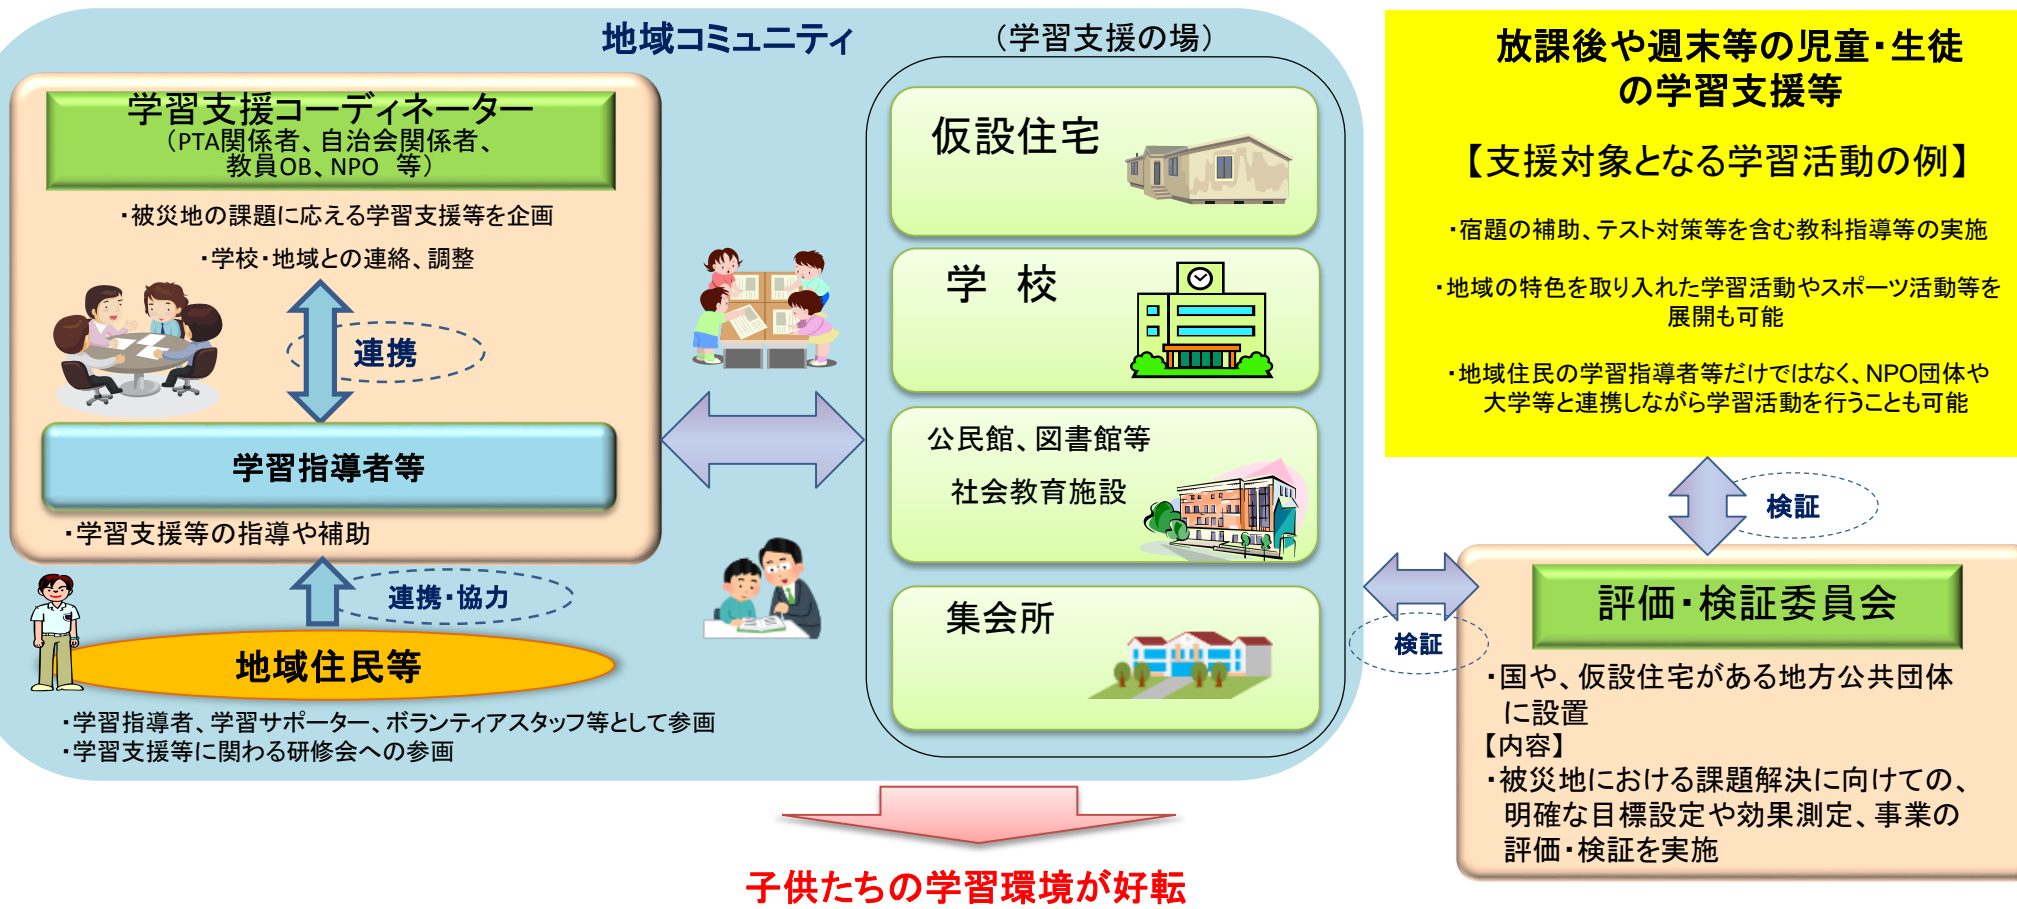 地域コミュニティ
学習支援コーディネーター
（PTA関係者、自治会関係者、
教員OB、NPO　等）
・被災地の課題に応える学習支援等を企画
・学校・地域との連絡、調整
連携
学習指導者等
・学習支援等の指導や補助
連携・協力
地域住民等
・学習指導者、学習サポーター、ボランティアスタッフ等として参画
・学習支援等に関わる研修会への参画
（学習支援の場）
仮設住宅
学　校
公民館、図書館等
社会教育施設
集会所
放課後や週末等の児童・生徒
の学習支援等
【支援対象となる学習活動の例】
・宿題の補助、テスト対策等を含む教科指導等の実施
・地域の特色を取り入れた学習活動やスポーツ活動等を
展開も可能
・地域住民の学習指導者等だけではなく、NPO団体や
大学等と連携しながら学習活動を行うことも可能
検証
検証
評価・検証委員会
・国や、仮設住宅がある地方公共団体
に設置
【内容】
・被災地における課題解決に向けての、
明確な目標設定や効果測定、事業の
評価・検証を実施
子供たちの学習環境が好転